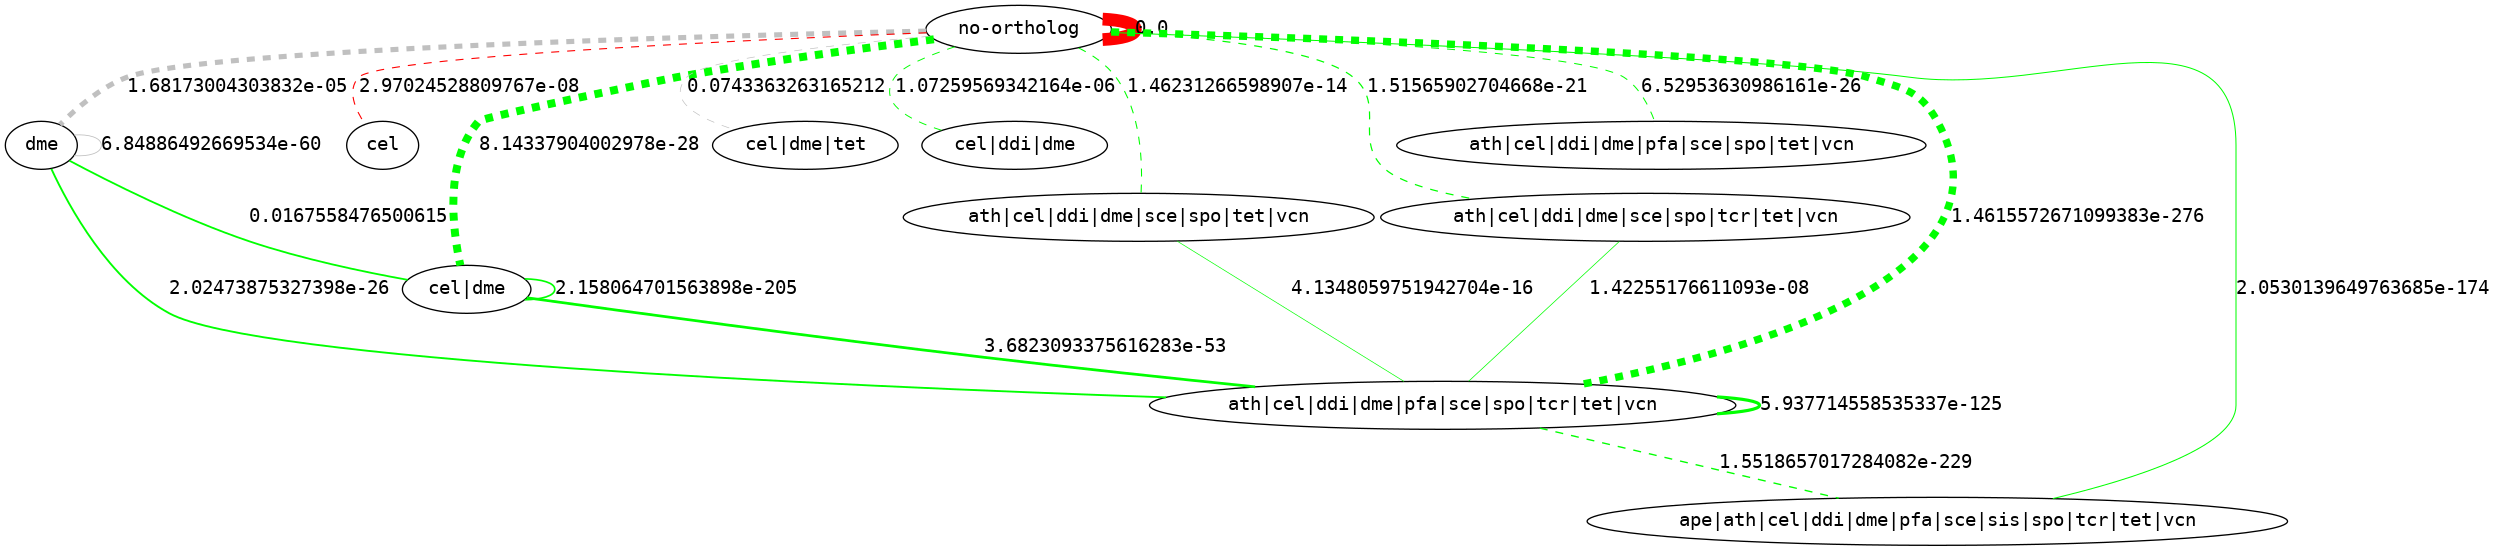 no-ortholog
0.0
1.68173004303832e-05
2.97024528809767e-08
0.0743363263165212
1.072595693421​64e-06
1.46231266598907e-14
1.51565902704668e-21
6.52953630986161e-26
dme
6.84886492669534e-60
cel
8.14337904002978e-28
cel|dme|tet
cel|ddi|dme
ath|cel|ddi|dme|pfa|sce|spo|tet|vcn
0.0167558476500615
ath|cel|ddi|dme|sce|spo|tet|vcn
ath|cel|ddi|dme|sce|spo|tcr|tet|vcn
1.4615572671099383e-276
2.02473875327398e-26
cel|dme
2.158064701563898e-205
4.1348059751942704e-16
1.42255176611093e-08
2.0530139649763685e-174
3.6823093375616283e-53
ath|cel|ddi|dme|pfa|sce|spo|tcr|tet|vcn
5.937714558535337e-125
1.5518657017284082e-229
ape|ath|cel|ddi|dme|pfa|sce|sis|spo|tcr|tet|vcn